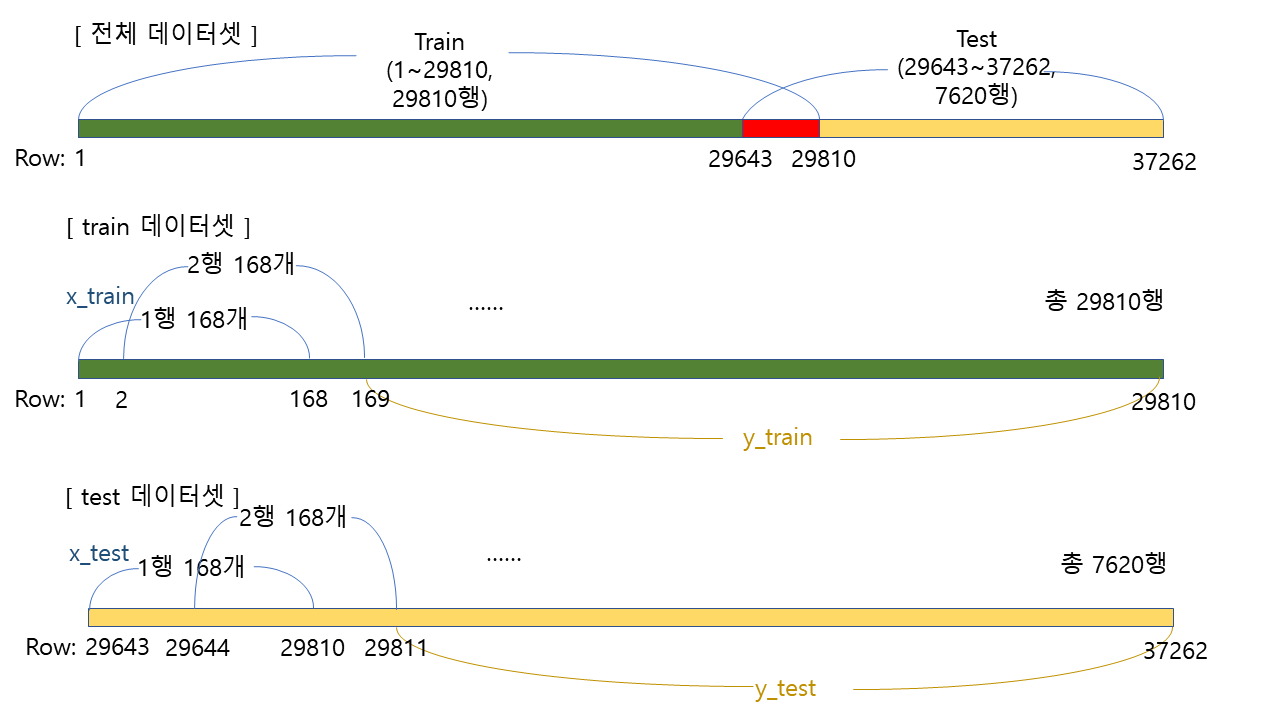 [ 전체 데이터셋 ]
Train
(1~29810,
29810행)
Test
(29643~37262,
7620행)
Row: 1
29643
29810
37262
[ train 데이터셋 ]
2행 168개
x_train
1행 168개
......
총 29810행
Row: 1
2
168
169
29810
y_train
[ test 데이터셋 ]
2행 168개
x_test
1행 168개
......
총 7620행
Row: 29643
29644
29810
29811
37262
y_test